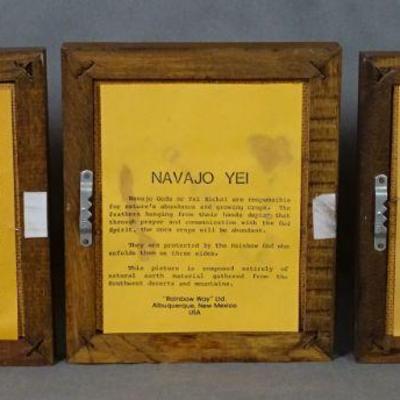 NAVAJO YEI
Navajo Gods or Yei Bichai are responsible
for nature's abundance and growing crops. The
feathers hanging from their hands depict that
through prayer and communication with the
Spirit, the corn crops will be abundant.
They are protected by the Rainbow God who
enfolds them on three sides.
This picture is composed entirely of
natural earth material gathered from the
Southwest deserts and mountains.
"Rainbow Way" Ltd.
Albuquerque, New Mexico
USA